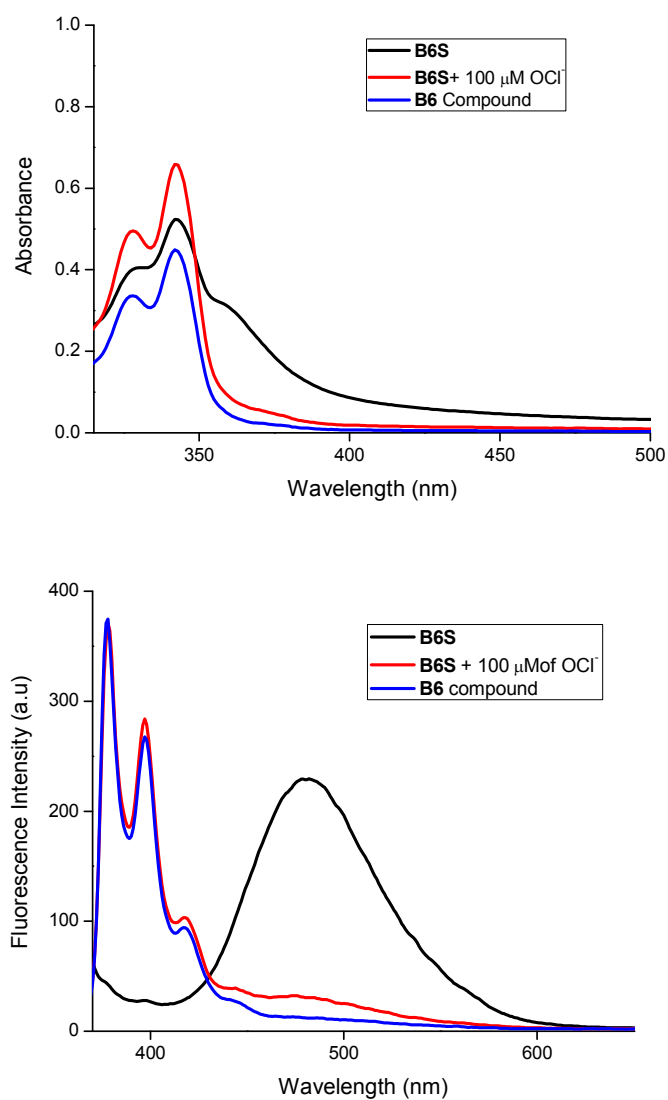 1.0
0.8
0.6
0.4
0.2
0.0
Absorbance
B6S
B6S+ 100 μM OCl⁻
B6 Compound
350
400
450
500
Wavelength (nm)
400
300
200
100
0
Fluorescence Intensity (a.u)
B6S
B6S + 100 μMof OCl⁻
B6 compound
400
500
600
Wavelength (nm)